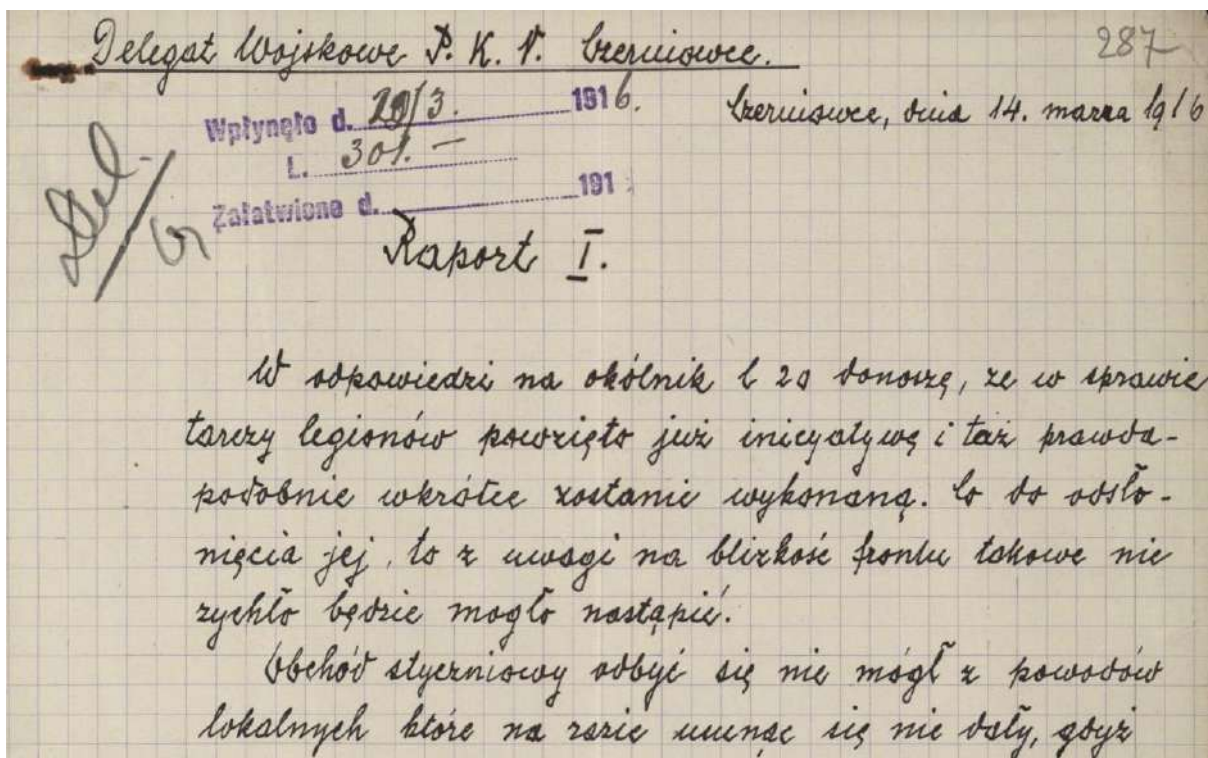 Delegat Wojskowe P. K. N. Czerniowce.
287
Wpłynęło d. 20/3. 1916.
Czerniowce, dnia 14. marca 1916
L. 301.-
Załatwione d. 191
Raport I.
W odpowiedzi na okólnik l 20 donoszę, że w sprawie
tarczy legionów powzięto już inicyatywę i taż prawda-
podobnie wkrótce zostanie wykonaną. Co do odsło-
nięcia jej, to z uwagi na blizkość frontu takowe nie
rychło będzie mogło nastąpić.
Obchód styczniowy odbyć się nie mógł z powodów
lokalnych które na razie usunąć się nie dały, gdyż